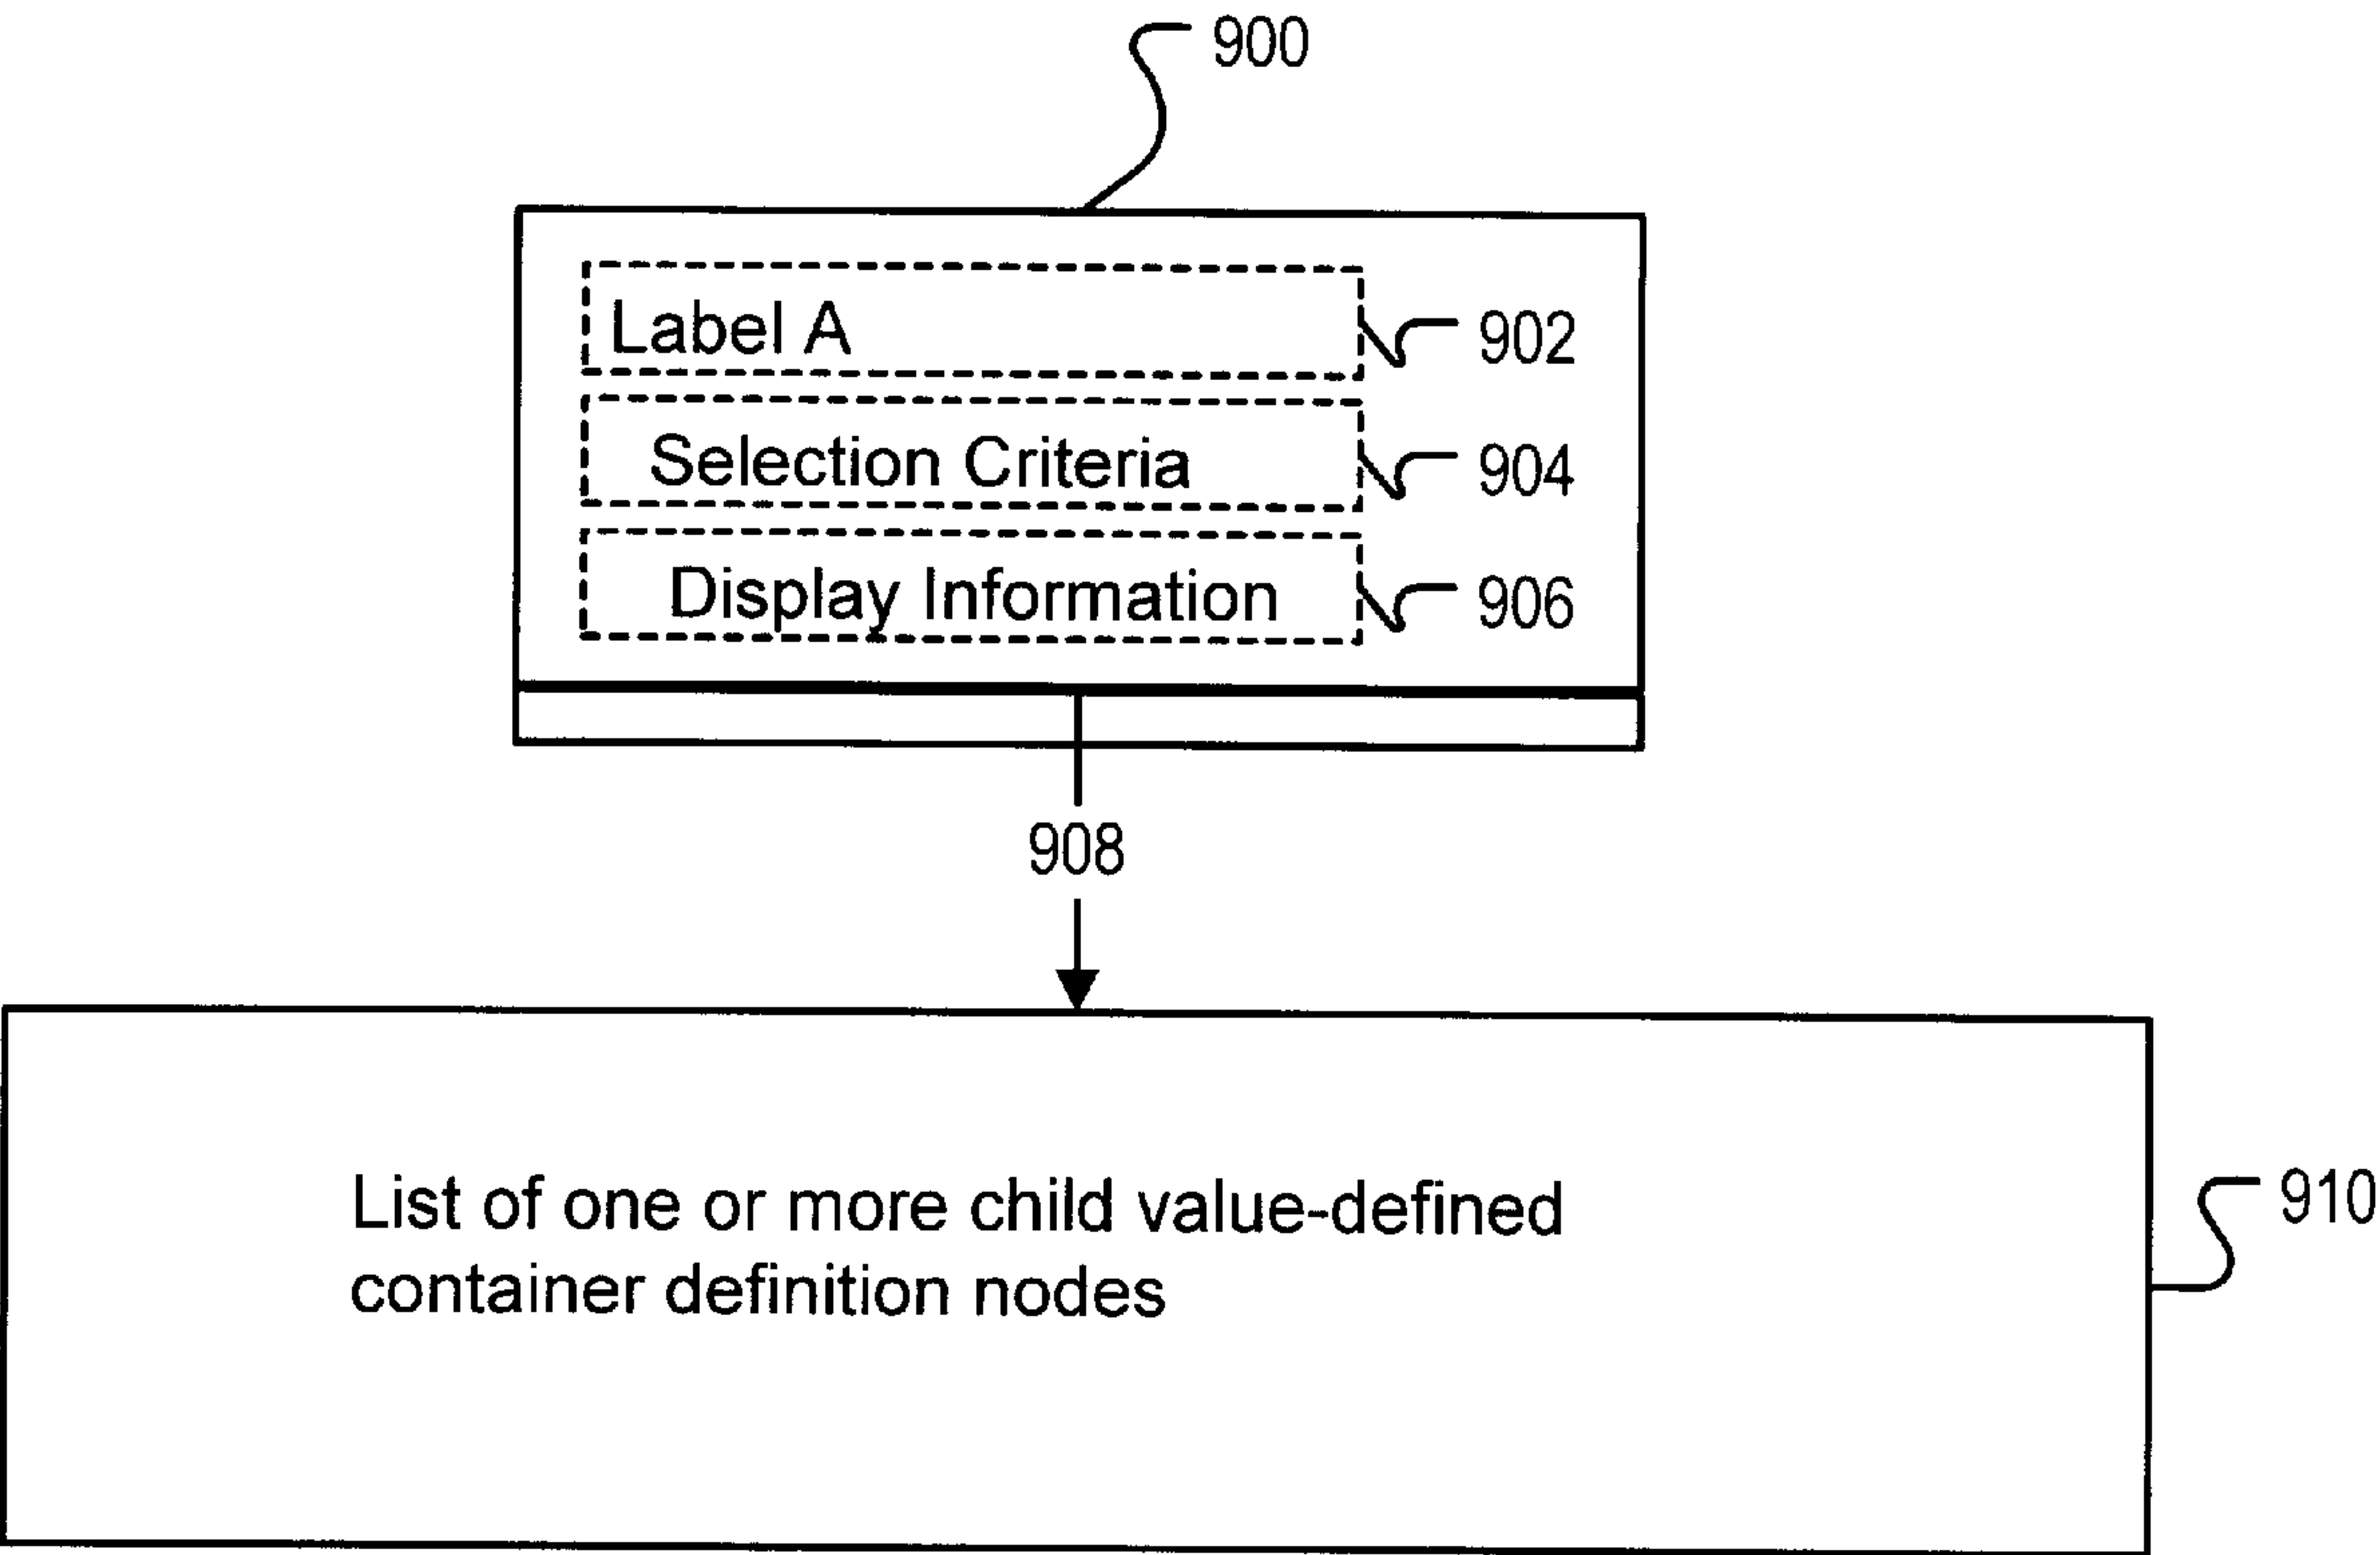 900
Label A
902
Selection Criteria
904
Display Information
906
908
List of one or more child value-defined
container definition nodes
910